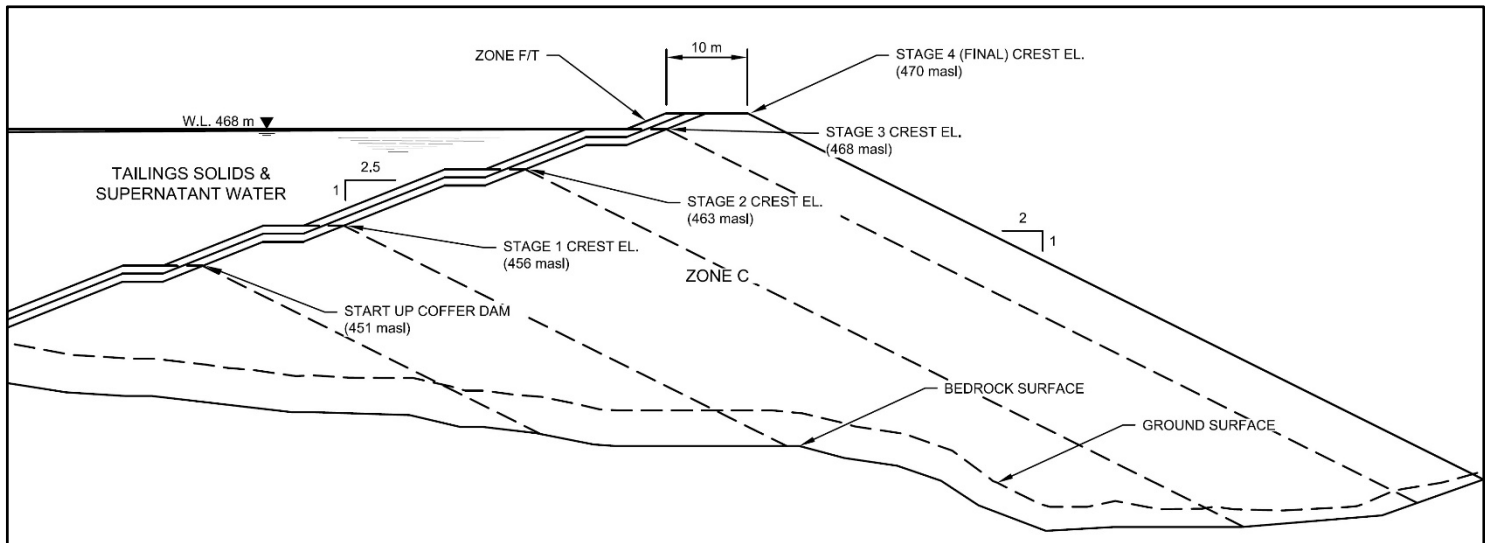 ZONE F/T
10 m
STAGE 4 (FINAL) CREST EL.
(470 masl)
W.L. 468 m
STAGE 3 CREST EL.
(468 masl)
TAILINGS SOLIDS &
SUPERNATANT WATER
2.5
1
STAGE 2 CREST EL.
(463 masl)
2
1
STAGE 1 CREST EL.
(456 masl)
ZONE C
START UP COFFER DAM
(451 masl)
BEDROCK SURFACE
GROUND SURFACE